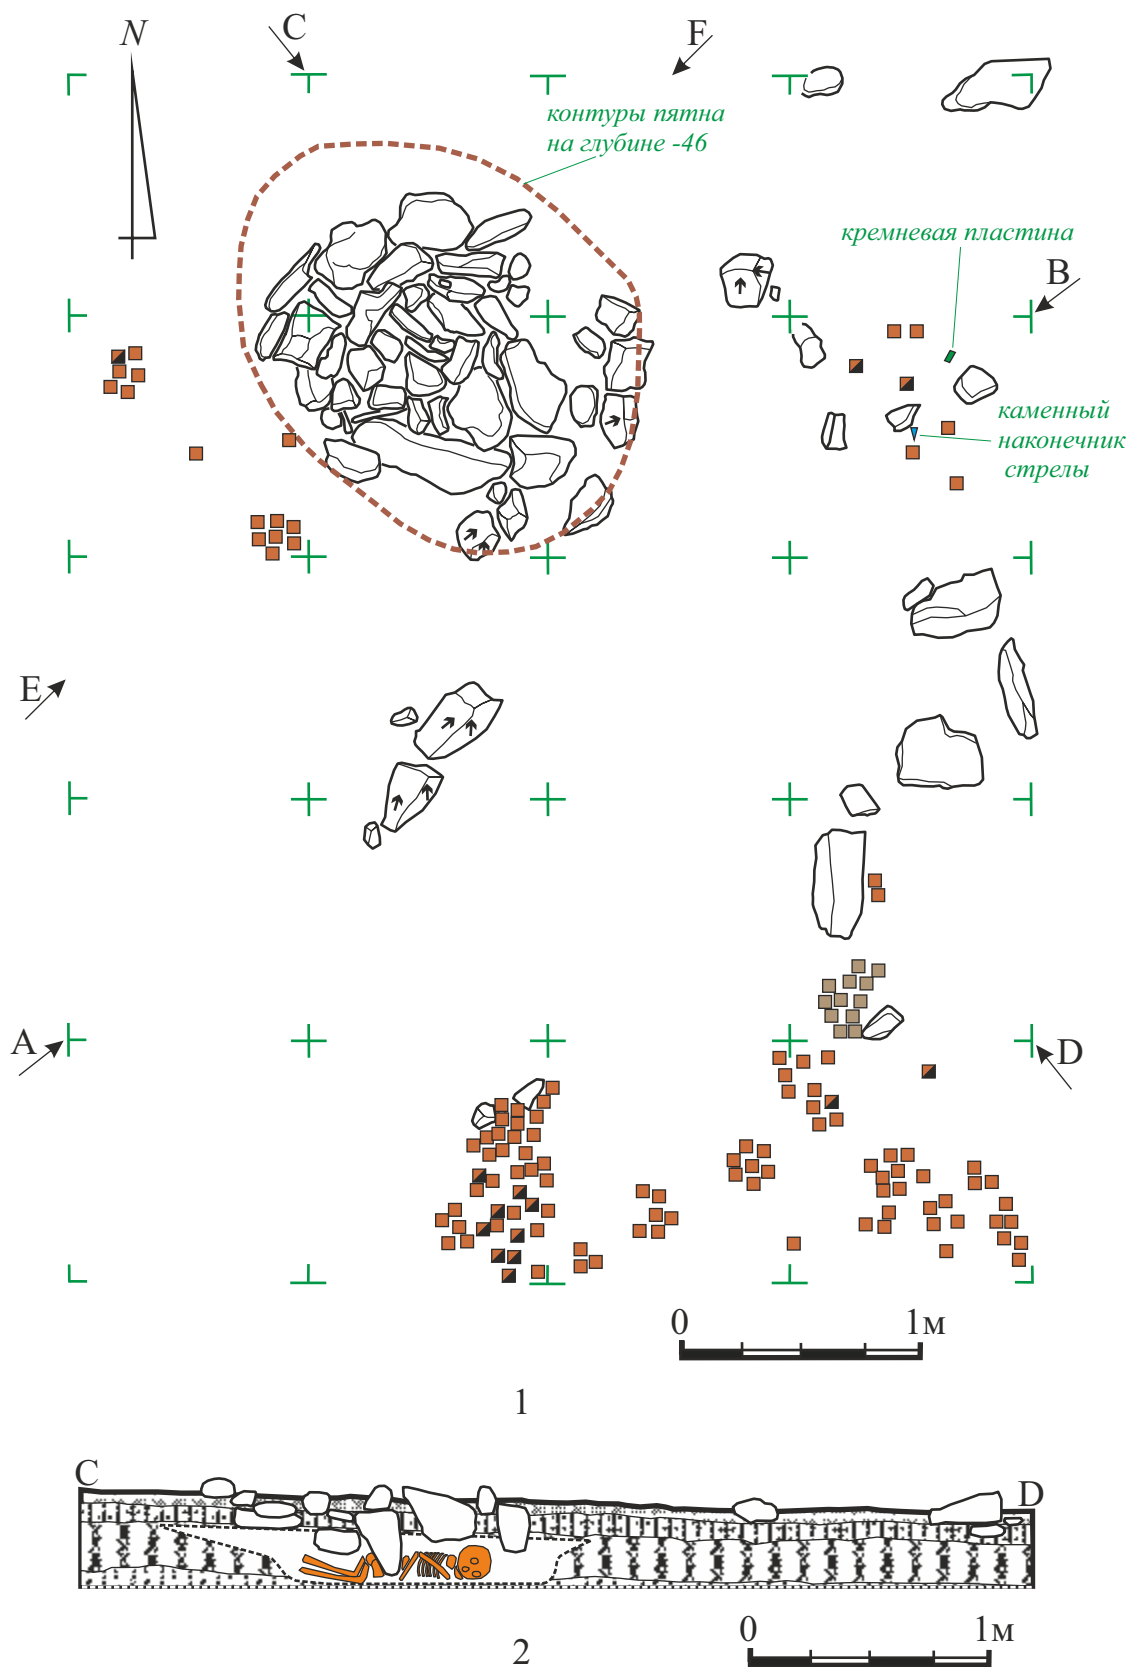 N
C
F
контуры пятна
на глубине -46
кремневая пластина
B
каменный
наконечник
стрелы
E
A
D
0 1м
1
C
D
2
0 1м